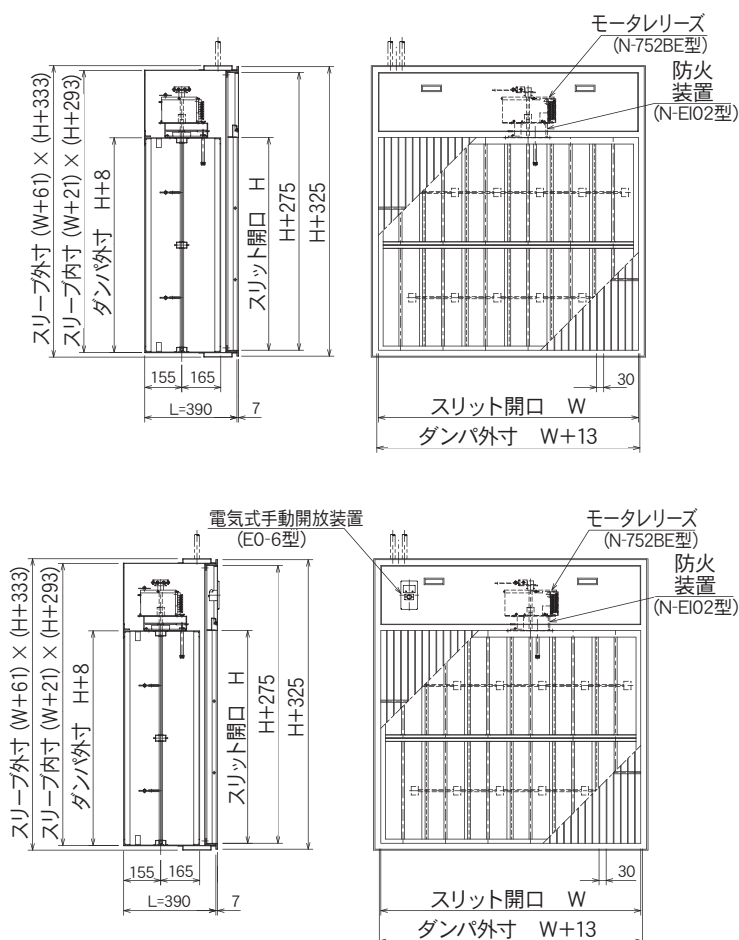 モータレリーズ
(N-752BE型)
防火
装置
(N-EI02型)
スリーブ外寸 (W+61) × (H+333)
スリーブ内寸 (W+21) × (H+293)
ダンパ外寸 H+8
スリット開口 H
H+275
H+325
155
165
L=390
7
30
スリット開口 W
ダンパ外寸 W+13
電気式手動開放装置
(EO-6型)
モータレリーズ
(N-752BE型)
防火
装置
(N-EI02型)
スリーブ外寸 (W+61) × (H+333)
スリーブ内寸 (W+21) × (H+293)
ダンパ外寸 H+8
スリット開口 H
H+275
H+325
155
165
L=390
7
30
スリット開口 W
ダンパ外寸 W+13